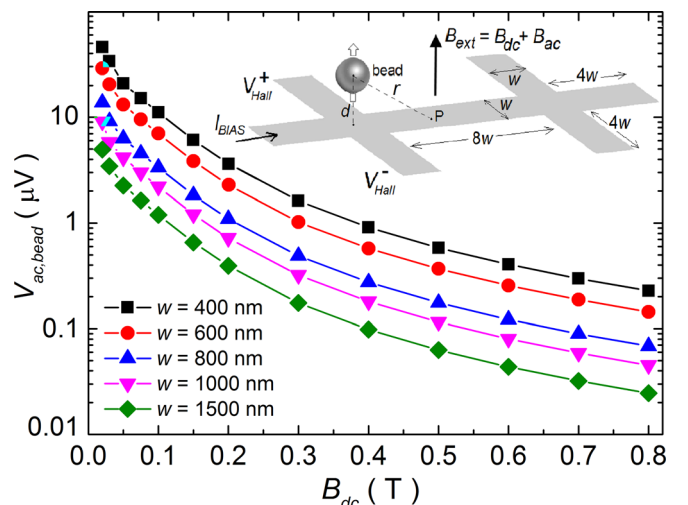 V_ac,bead ( μV )
10
1
0.1
0.01
0.0 0.1 0.2 0.3 0.4 0.5 0.6 0.7 0.8
B_dc ( T )
w = 400 nm
w = 600 nm
w = 800 nm
w = 1000 nm
w = 1500 nm
B_ext = B_dc + B_ac
bead
V_Hall^+
r
d
P
I_BIAS
V_Hall^-
w
w
4w
4w
8w